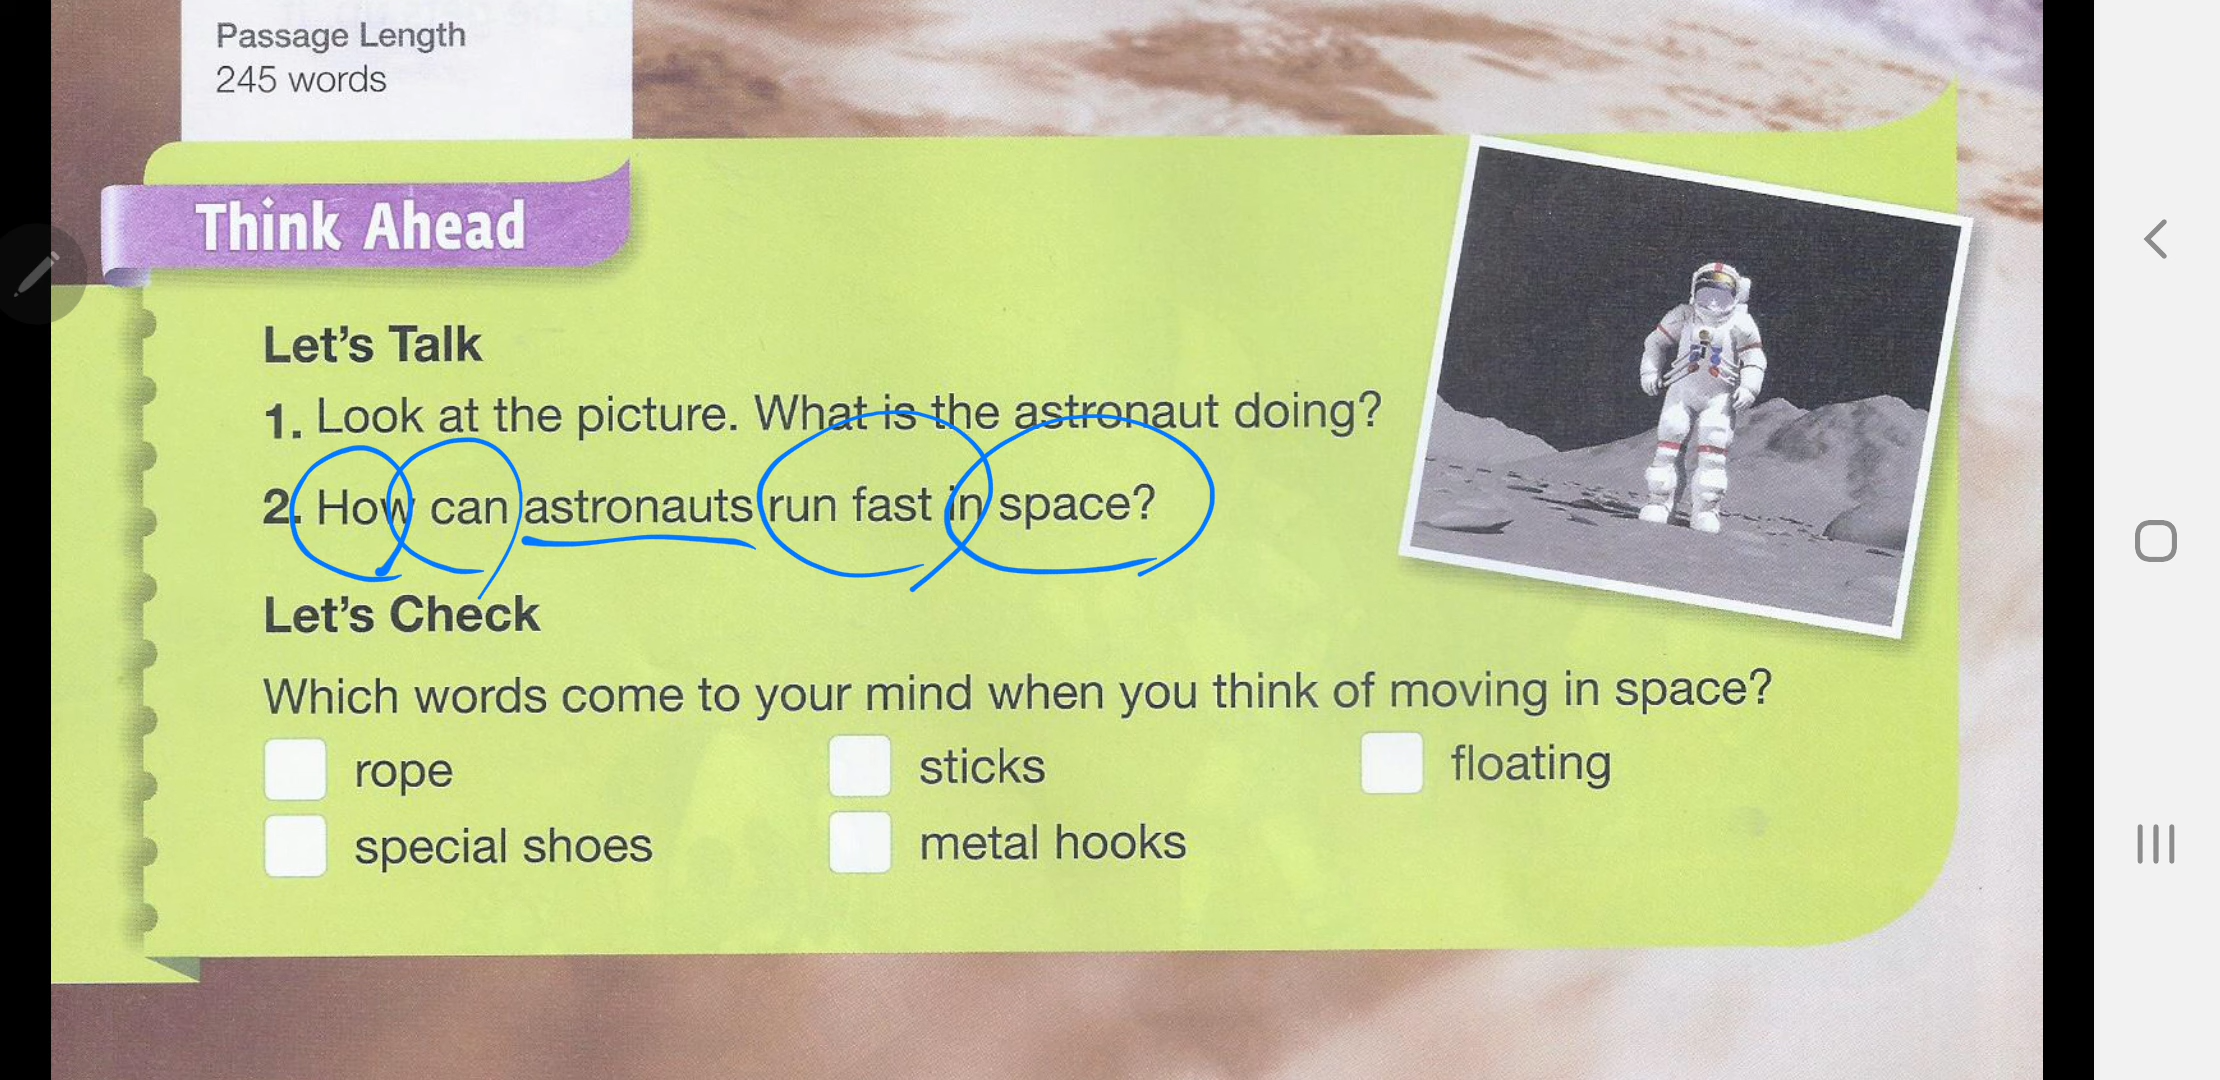 Passage Length
245 words
Think Ahead
Let's Talk
1. Look at the picture. What is the astronaut doing?
2. How can astronauts run fast in space?
Let's Check
Which words come to your mind when you think of moving in space?
rope sticks floating
special shoes metal hooks